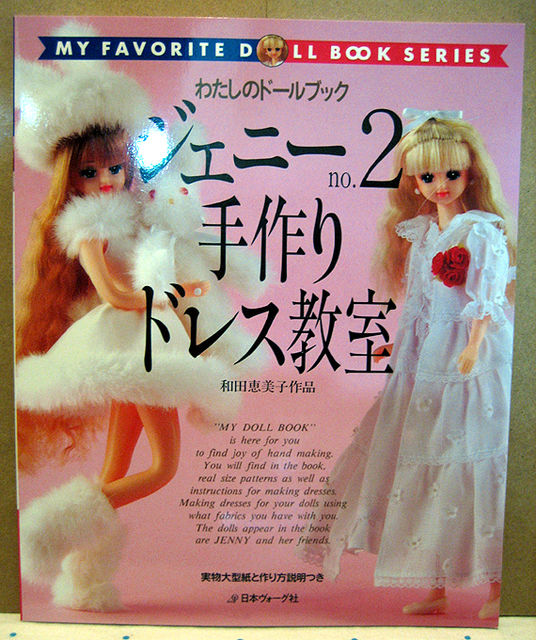 MY FAVORITE DOLL BOOK SERIES
わたしのドールブック
ジェニー no.2
手作り
ドレス教室
和田恵美子作品
"MY DOLL BOOK"
is here for you
to find joy of hand making.
You will find in the book,
real size patterns as well as
instructions for making dresses.
Making dresses for your dolls using
what fabrics you have with you.
The dolls appear in the book
are JENNY and her friends.
実物大型紙と作り方説明つき
日本ヴォーグ社